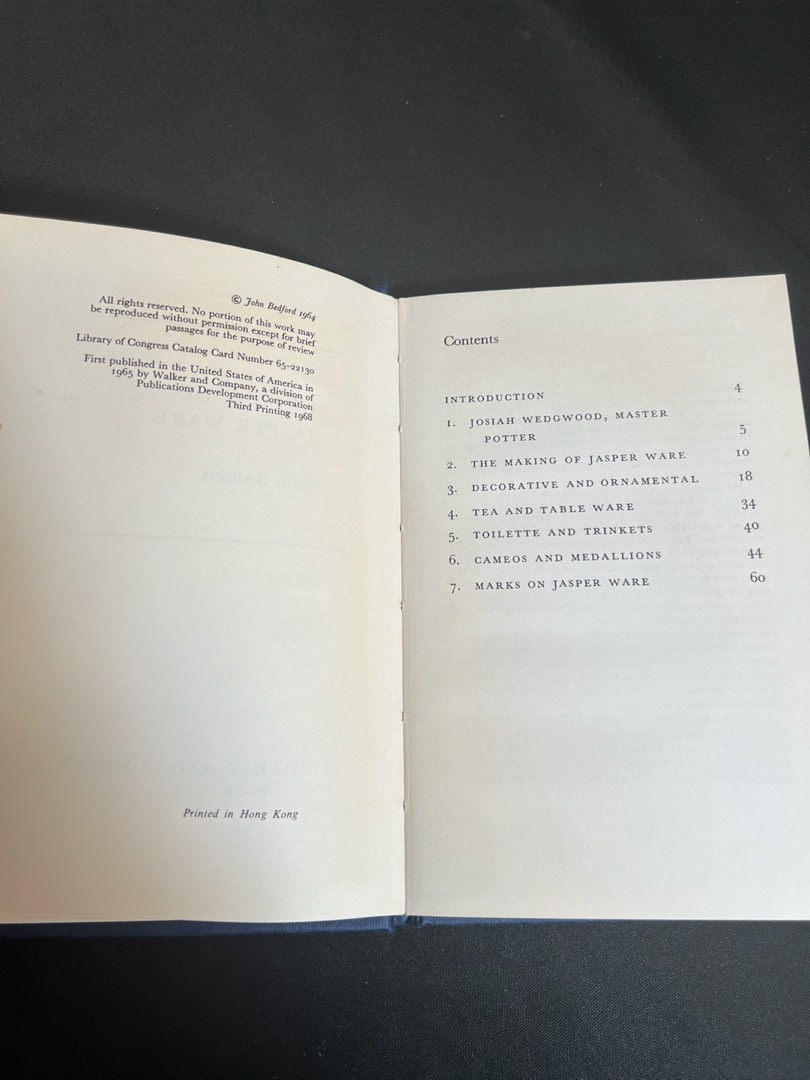 © John Bedford 1964
All rights reserved. No portion of this work may
be reproduced without permission except for brief
passages for the purpose of review
Library of Congress Catalog Card Number 65–22130
First published in the United States of America in
1965 by Walker and Company, a division of
Publications Development Corporation
Third Printing 1968
Printed in Hong Kong
Contents
INTRODUCTION 4
1. JOSIAH WEDGWOOD, MASTER
POTTER 5
2. THE MAKING OF JASPER WARE 10
3. DECORATIVE AND ORNAMENTAL 18
4. TEA AND TABLE WARE 34
5. TOILETTE AND TRINKETS 40
6. CAMEOS AND MEDALLIONS 44
7. MARKS ON JASPER WARE 60